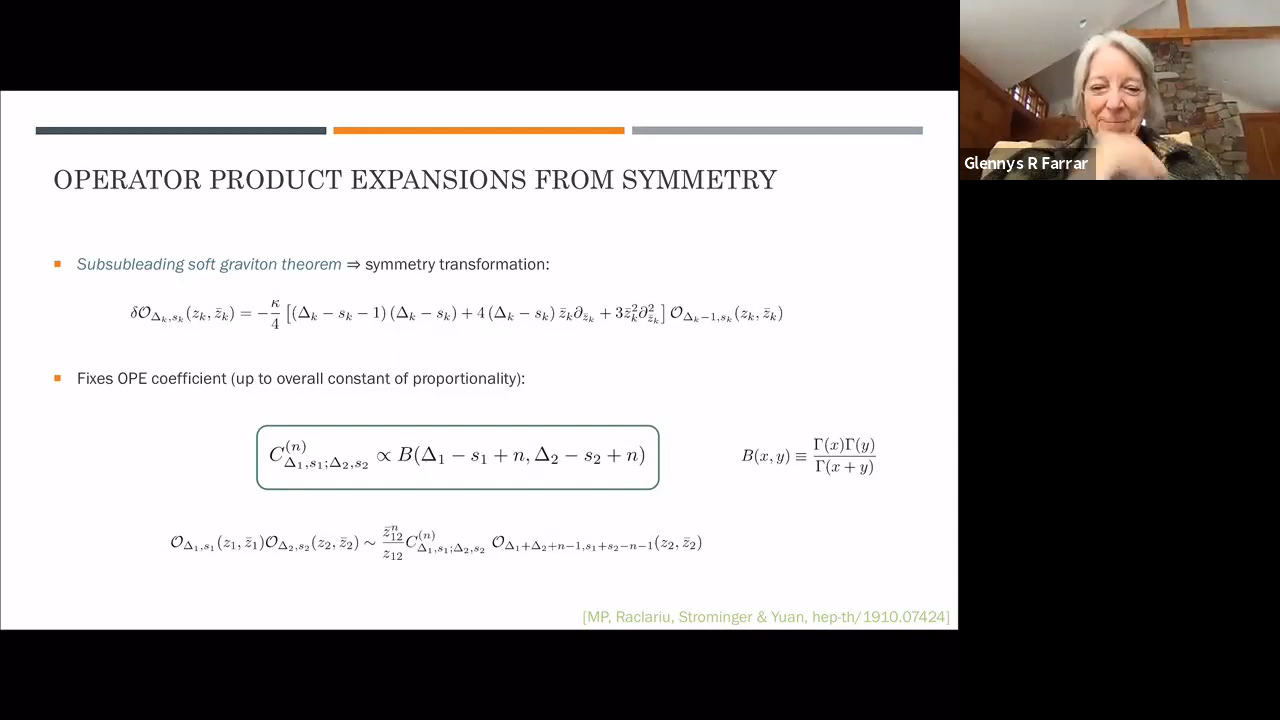 OPERATOR PRODUCT EXPANSIONS FROM SYMMETRY
Subsubleading soft graviton theorem ⇒ symmetry transformation:
δ𝒪_{Δ_k,s_k}(z_k, z̄_k) = −κ/4 [(Δ_k − s_k − 1)(Δ_k − s_k) + 4(Δ_k − s_k) z̄_k∂_{z̄_k} + 3z̄_k^2∂_{z̄_k}^2] 𝒪_{Δ_k−1,s_k}(z_k, z̄_k)
Fixes OPE coefficient (up to overall constant of proportionality):
C^{(n)}_{Δ_1,s_1;Δ_2,s_2} ∝ B(Δ_1 − s_1 + n, Δ_2 − s_2 + n)
B(x, y) ≡ Γ(x)Γ(y)/Γ(x + y)
𝒪_{Δ_1,s_1}(z_1, z̄_1)𝒪_{Δ_2,s_2}(z_2, z̄_2) ∼ z̄_{12}^n/z_{12} C^{(n)}_{Δ_1,s_1;Δ_2,s_2} 𝒪_{Δ_1+Δ_2+n−1,s_1+s_2−n−1}(z_2, z̄_2)
[MP, Raclariu, Strominger & Yuan, hep-th/1910.07424]
Glennys R Farrar